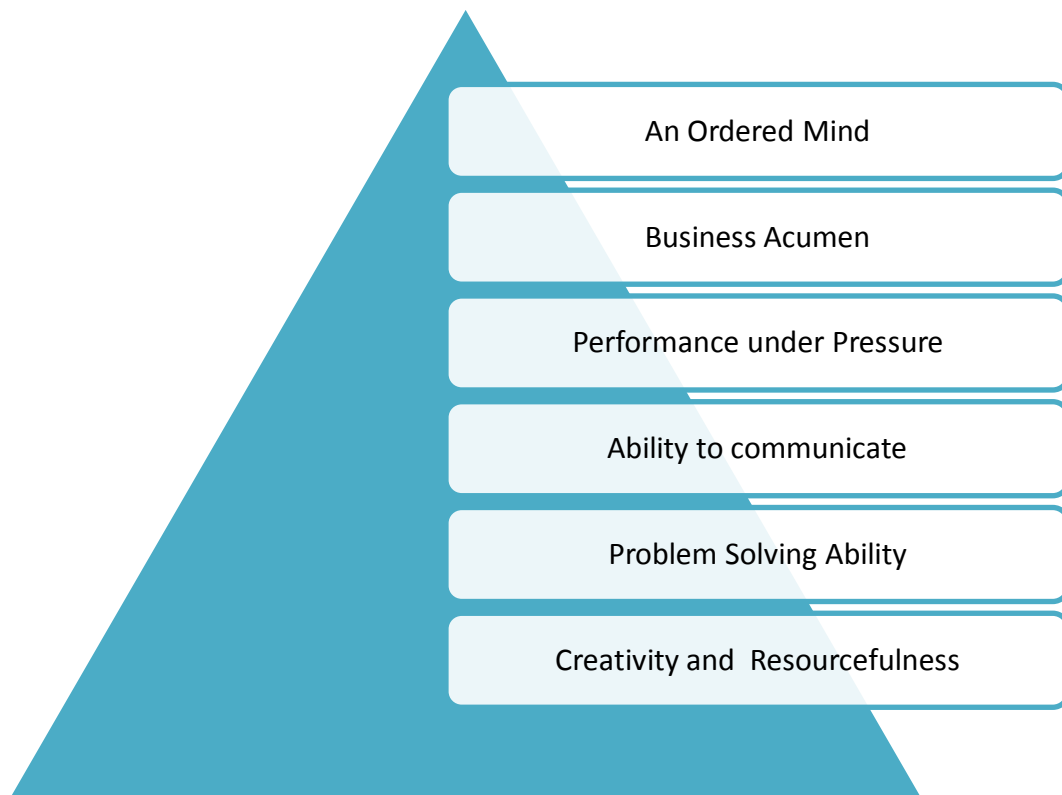 An Ordered Mind
Business Acumen
Performance under Pressure
Ability to communicate
Problem Solving Ability
Creativity and  Resourcefulness